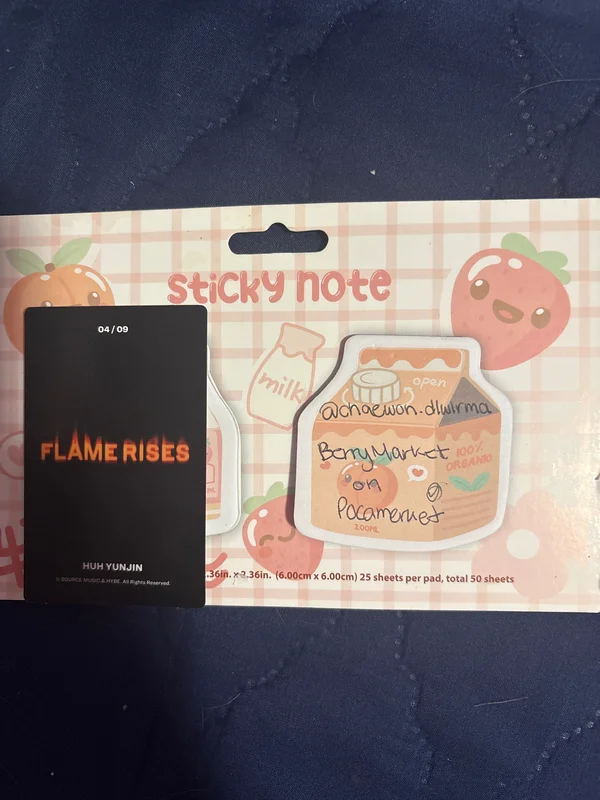 sticky note
04 / 09
FLAME RISES
HUH YUNJIN
© SOURCE MUSIC & HYBE. All Rights Reserved.
milk
open
@chaewon.dlwlrma
BerryMarket
on
Pocamerket
100%
ORGANIC
200ML
.36in. x 2.36in. (6.00cm x 6.00cm) 25 sheets per pad, total 50 sheets